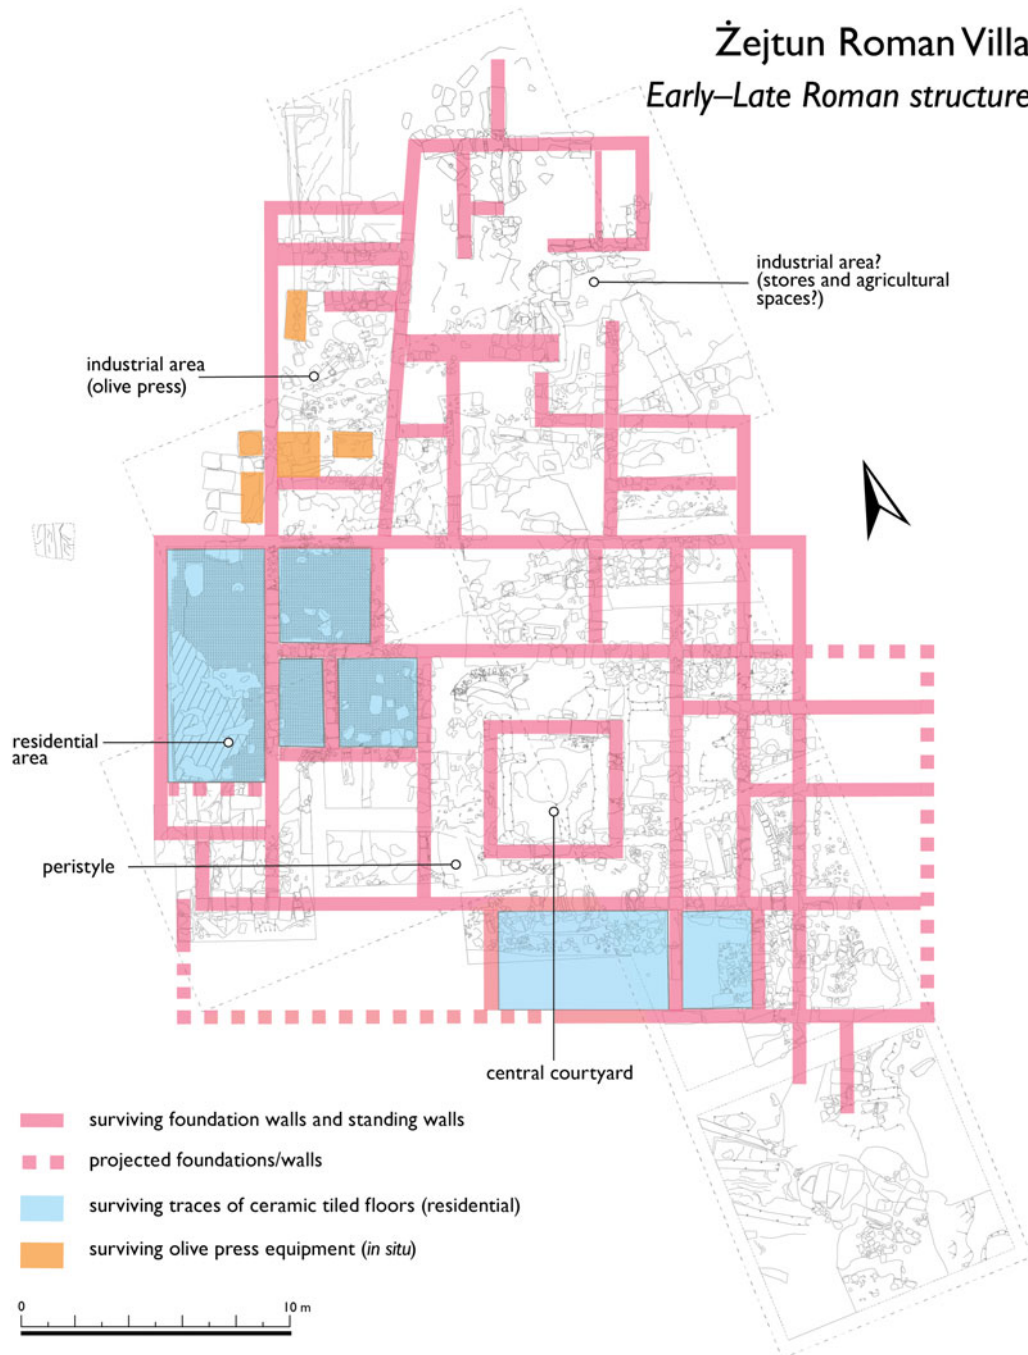 Żejtun Roman Villa
Early–Late Roman structure
industrial area?
(stores and agricultural
spaces?)
industrial area
(olive press)
residential
area
peristyle
central courtyard
surviving foundation walls and standing walls
projected foundations/walls
surviving traces of ceramic tiled floors (residential)
surviving olive press equipment (in situ)
0 10 m